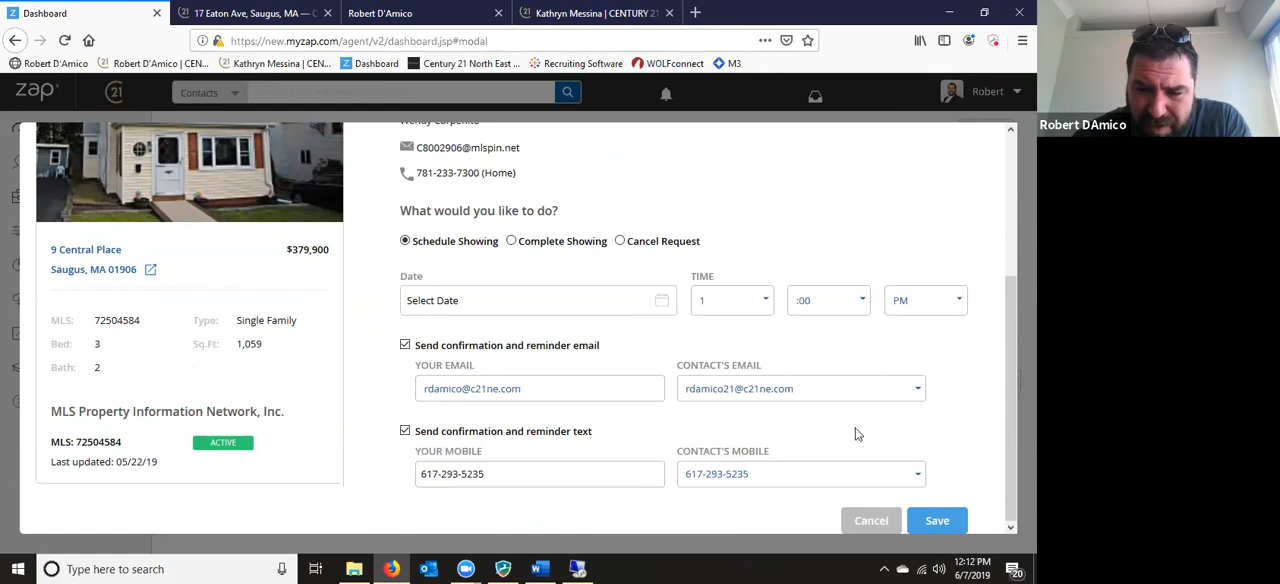 Dashboard
17 Eaton Ave, Saugus, MA — C
Robert D'Amico
Kathryn Messina | CENTURY 21
https://new.myzap.com/agent/v2/dashboard.jsp#modal
Robert D'Amico
Robert D'Amico | CEN...
Kathryn Messina | CEN...
Dashboard
Century 21 North East ...
Recruiting Software
WOLFconnect
M3
zap
C21
Contacts
Robert
C8002906@mlspin.net
781-233-7300 (Home)
What would you like to do?
Schedule Showing
Complete Showing
Cancel Request
9 Central Place
$379,900
Saugus, MA 01906
Date
TIME
Select Date
1
:00
PM
MLS: 72504584 Type: Single Family
Bed: 3 Sq.Ft: 1,059
Bath: 2
Send confirmation and reminder email
YOUR EMAIL
CONTACT'S EMAIL
rdamico@c21ne.com
rdamico21@c21ne.com
MLS Property Information Network, Inc.
MLS: 72504584
ACTIVE
Last updated: 05/22/19
Send confirmation and reminder text
YOUR MOBILE
CONTACT'S MOBILE
617-293-5235
617-293-5235
Cancel
Save
Type here to search
12:12 PM
6/7/2019
20
Robert DAmico